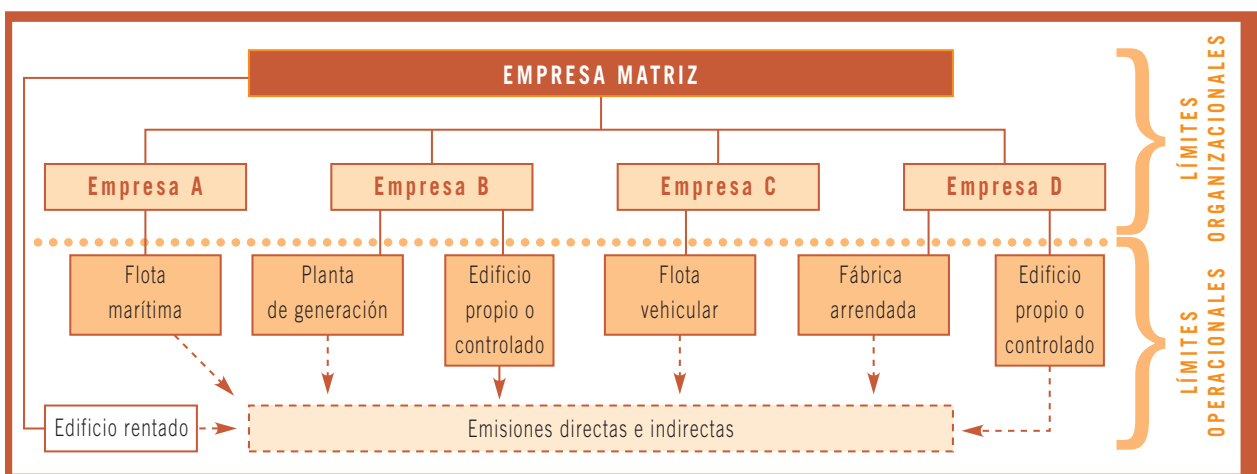 EMPRESA MATRIZ
Empresa A
Empresa B
Empresa C
Empresa D
LÍMITES
ORGANIZACIONALES
Flota
marítima
Planta
de generación
Edificio
propio o
controlado
Flota
vehicular
Fábrica
arrendada
Edificio
propio o
controlado
LÍMITES
OPERACIONALES
Edificio rentado
Emisiones directas e indirectas